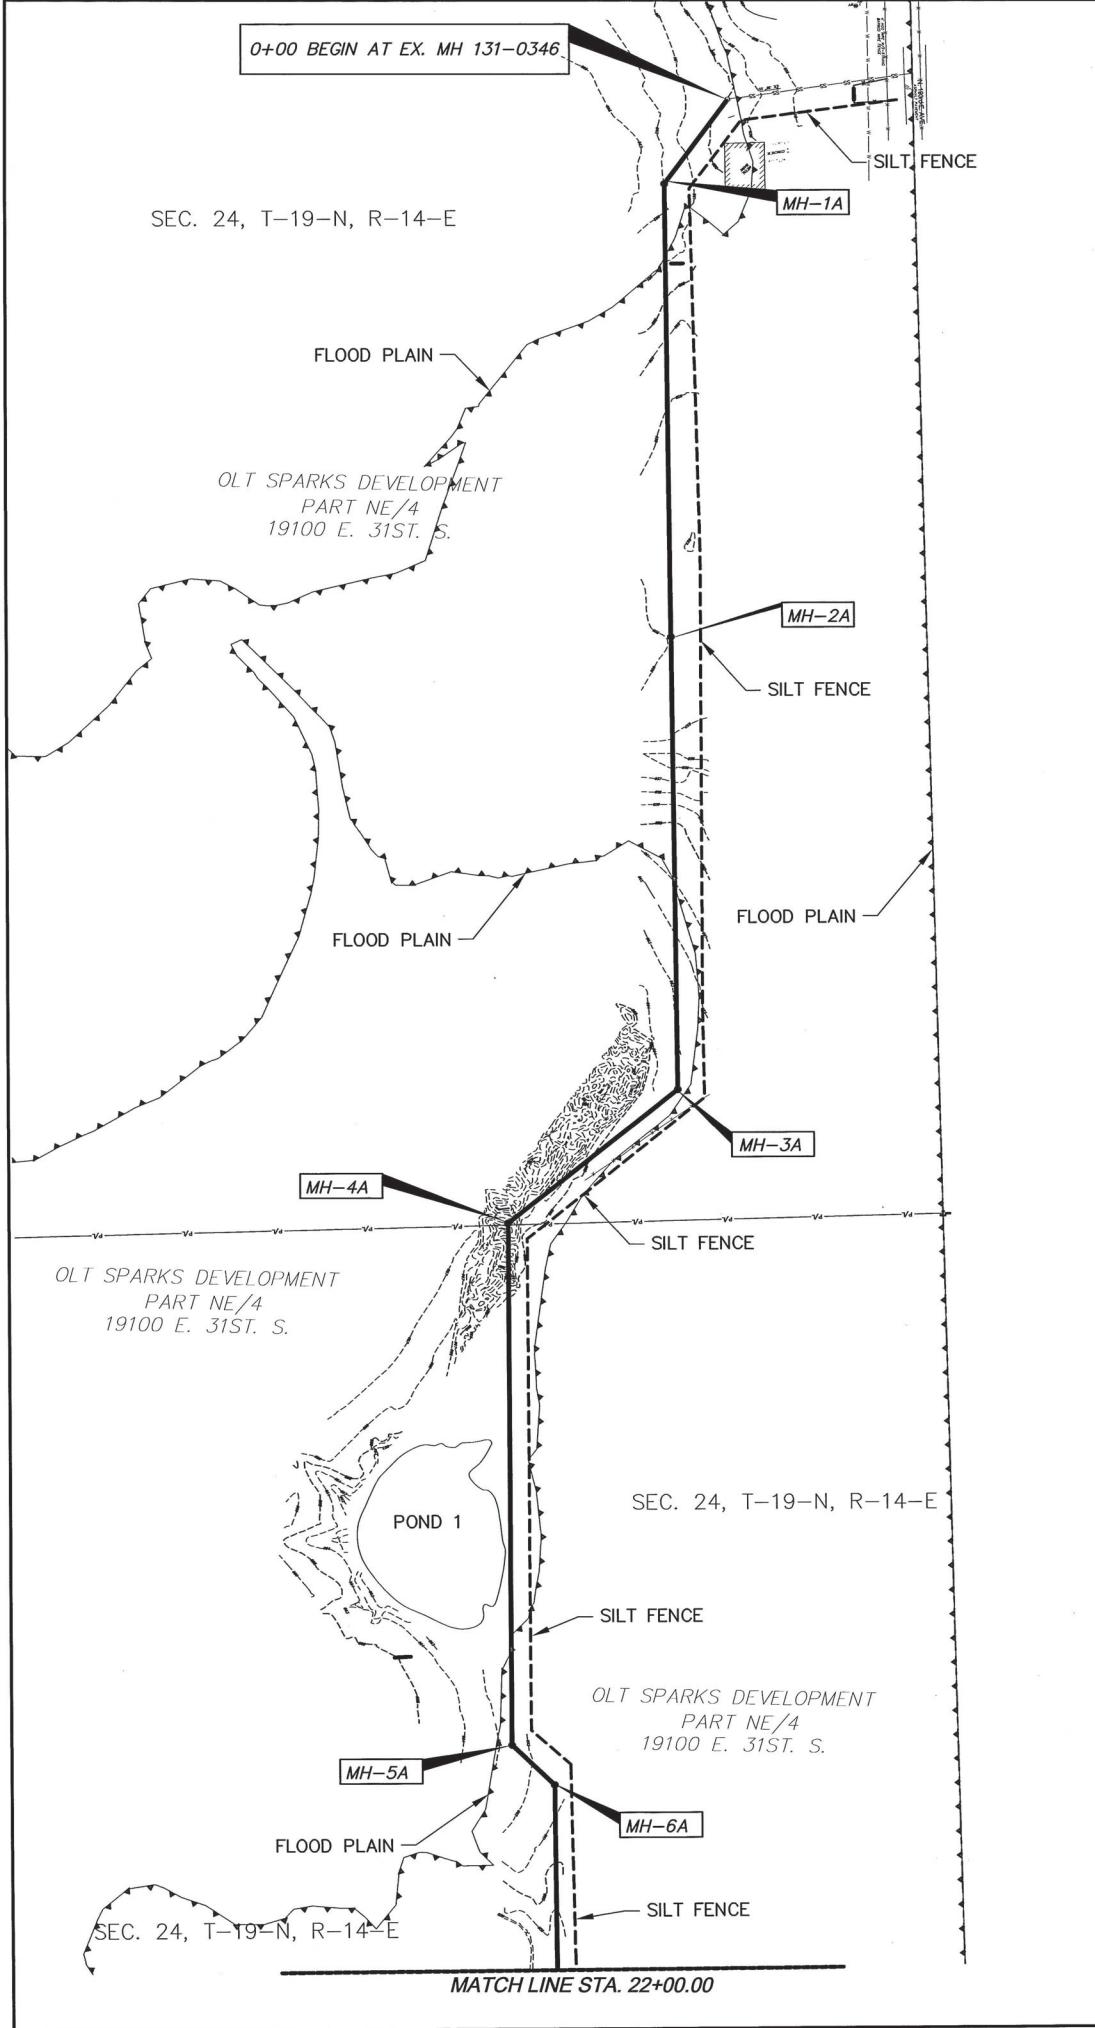 0+00 BEGIN AT EX. MH 131-0346
SILT FENCE
MH-1A
SEC. 24, T-19-N, R-14-E
FLOOD PLAIN
OLT SPARKS DEVELOPMENT
PART NE/4
19100 E. 31ST. S.
MH-2A
SILT FENCE
FLOOD PLAIN
FLOOD PLAIN
MH-3A
MH-4A
SILT FENCE
OLT SPARKS DEVELOPMENT
PART NE/4
19100 E. 31ST. S.
SEC. 24, T-19-N, R-14-E
POND 1
SILT FENCE
OLT SPARKS DEVELOPMENT
PART NE/4
19100 E. 31ST. S.
MH-5A
MH-6A
FLOOD PLAIN
SILT FENCE
SEC. 24, T-19-N, R-14-E
MATCH LINE STA. 22+00.00